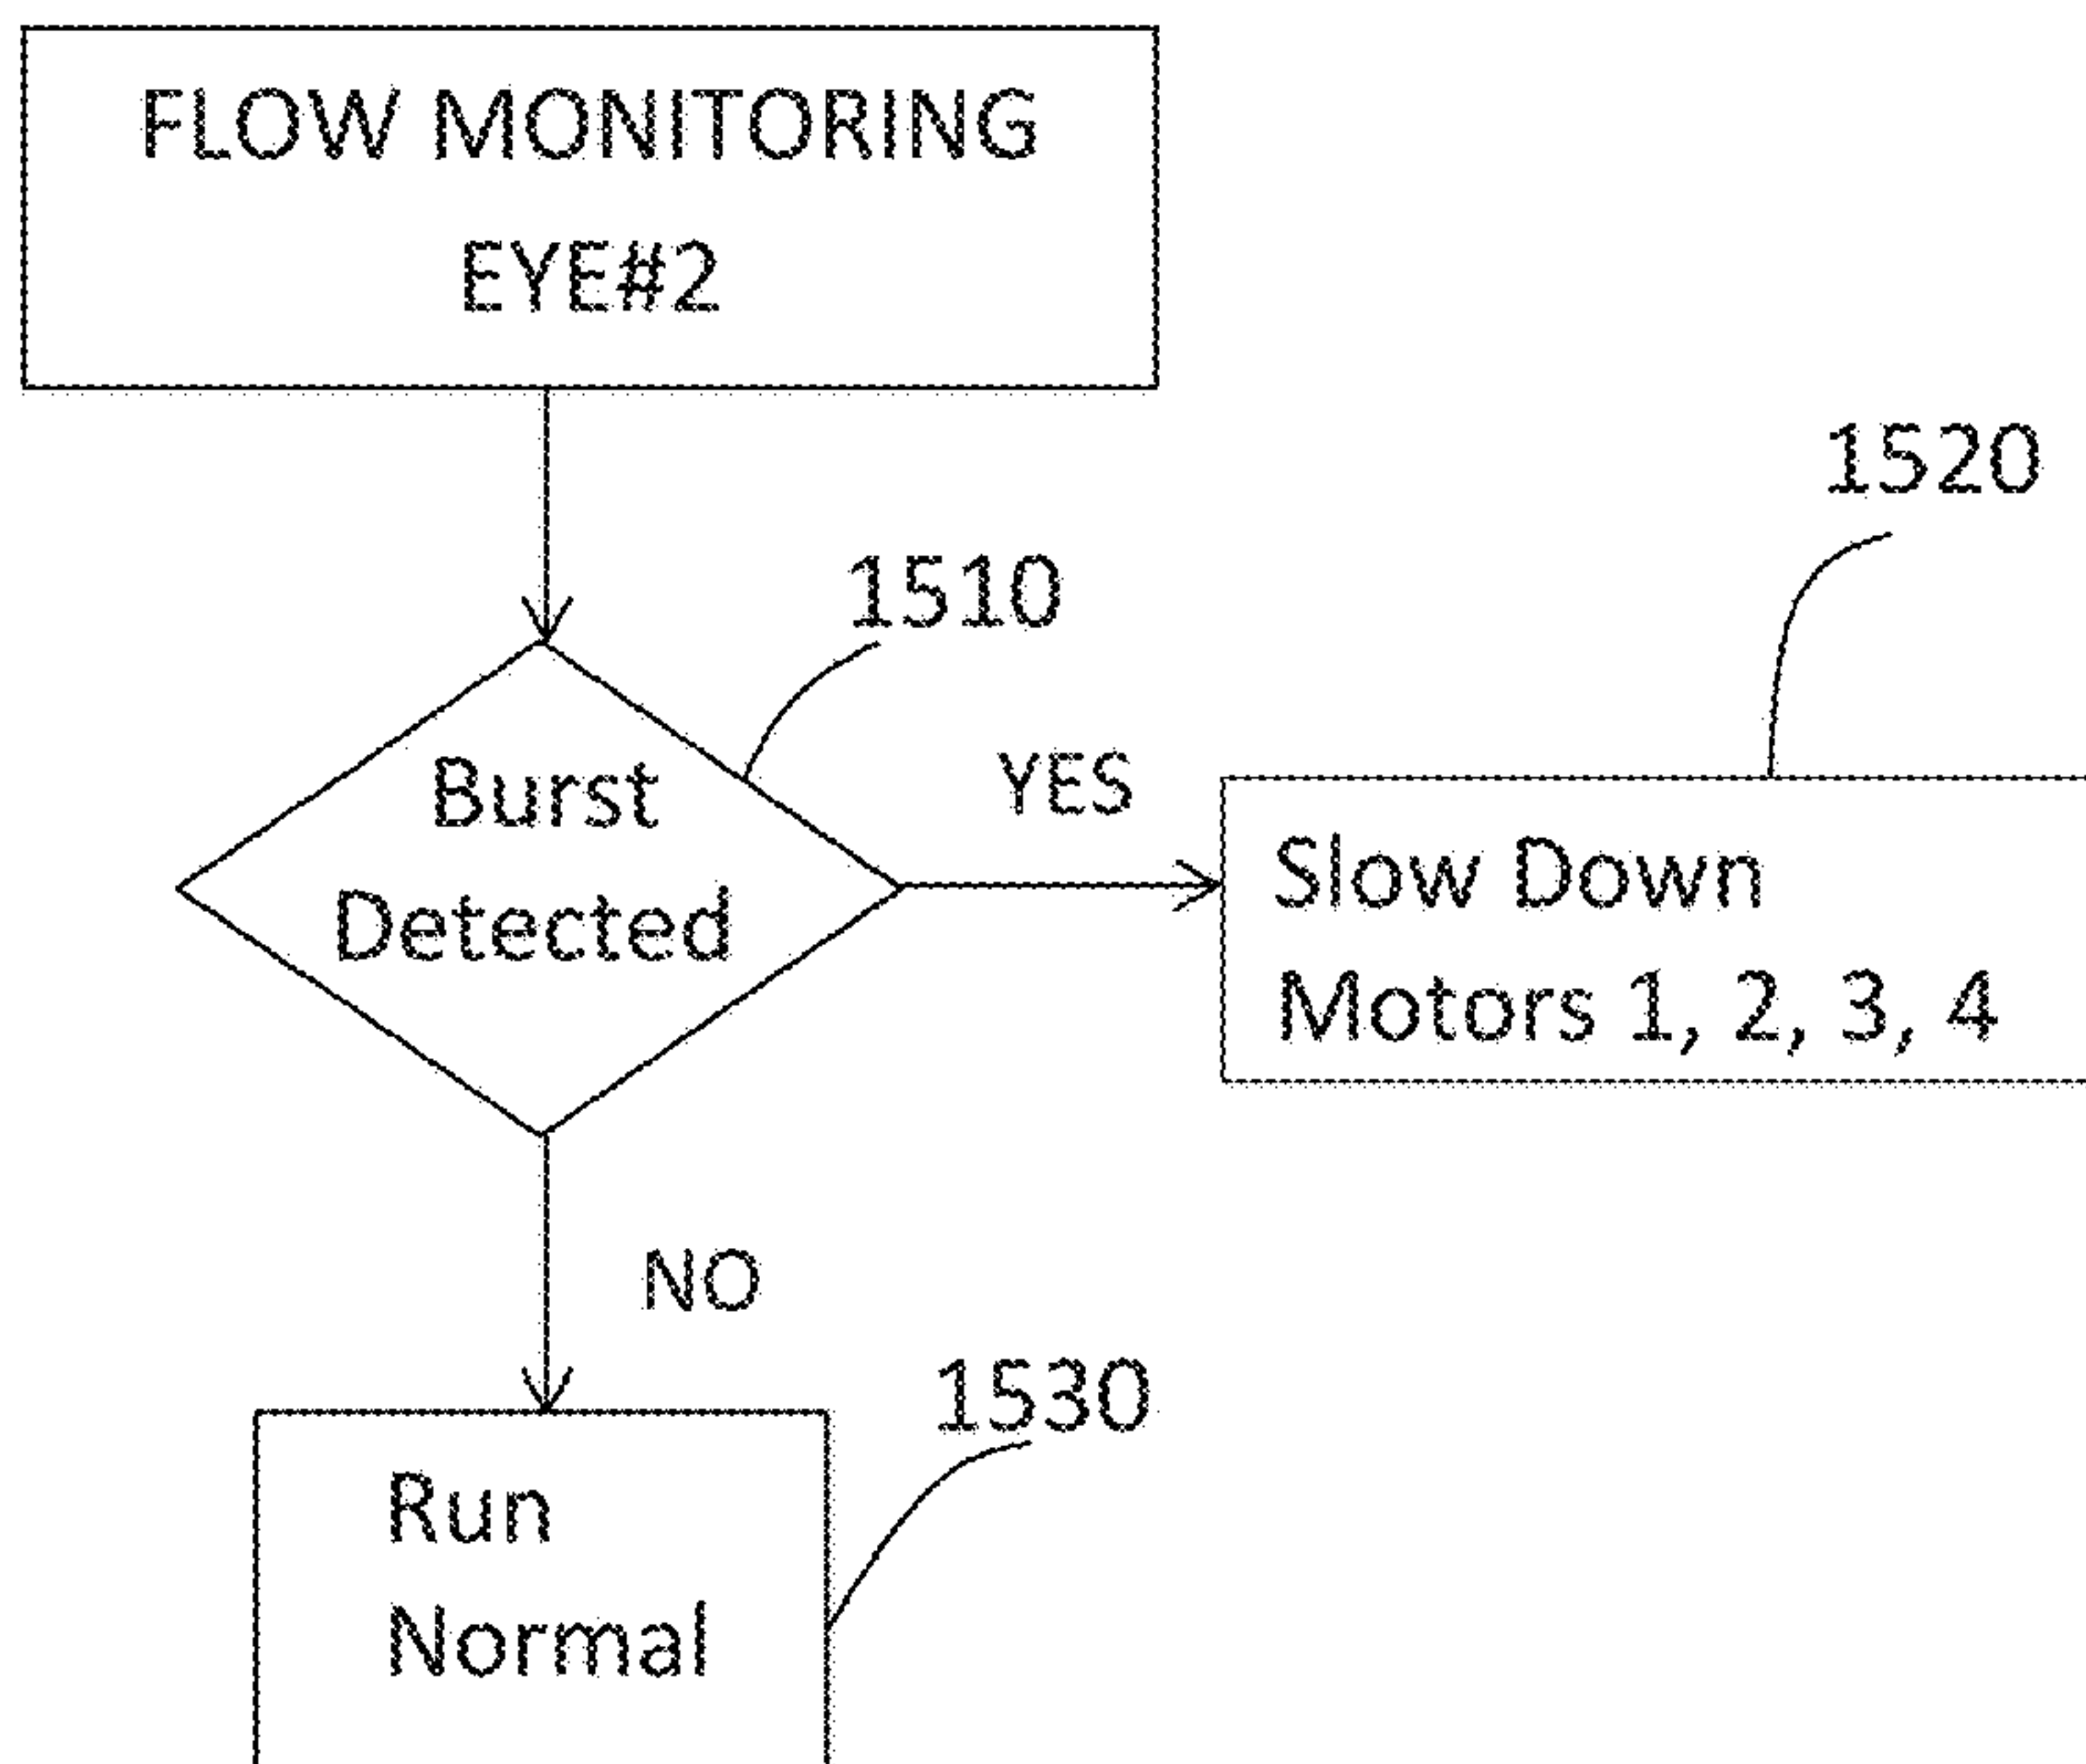 FLOW MONITORING
EYE#2
1520
1510
Burst
Detected
YES
Slow Down
Motors 1, 2, 3, 4
NO
1530
Run
Normal